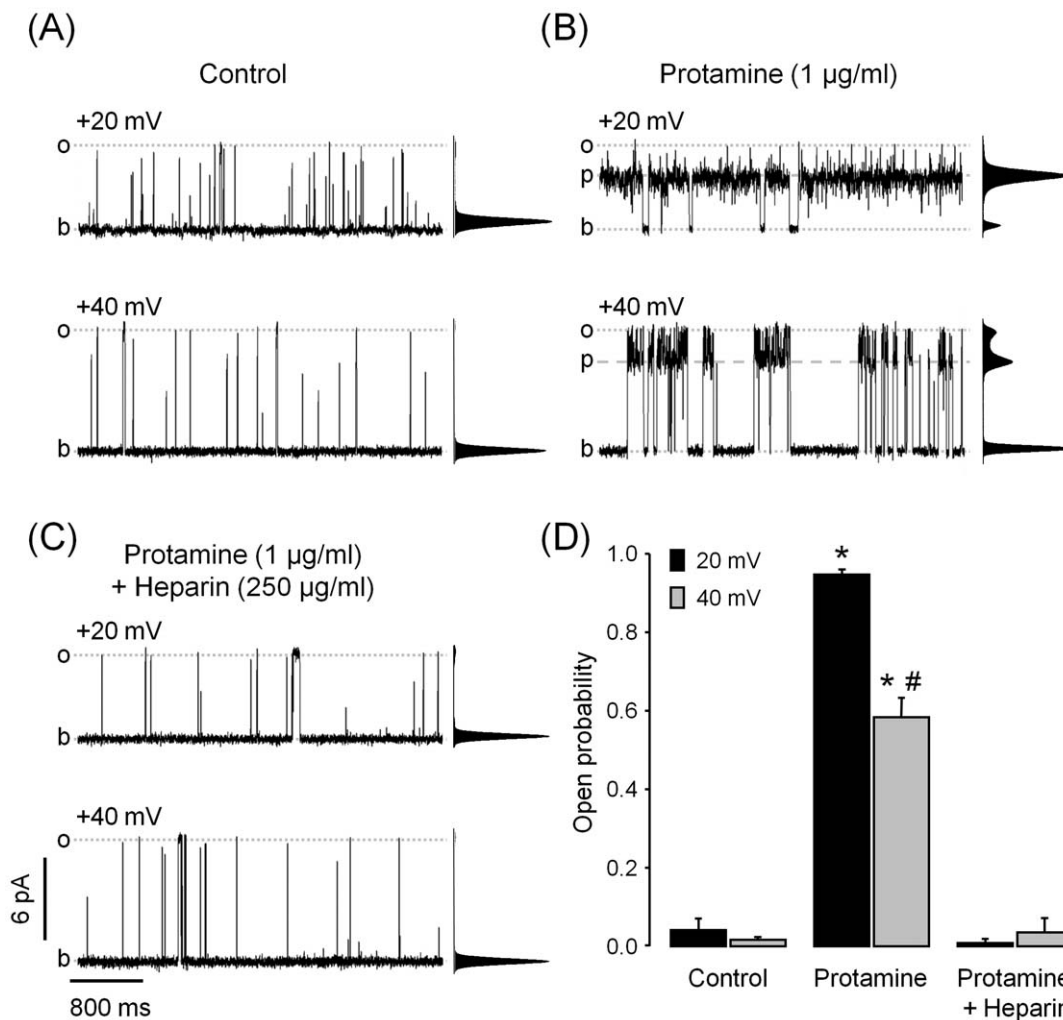 (A)
Control
+20 mV
o
b
+40 mV
o
b
(B)
Protamine (1 µg/ml)
+20 mV
o
p
b
+40 mV
o
p
b
(C)
Protamine (1 µg/ml)
+ Heparin (250 µg/ml)
+20 mV
o
b
+40 mV
o
b
6 pA
800 ms
(D)
Open probability
1.0
0.8
0.6
0.4
0.2
0.0
20 mV
40 mV
*
* #
Control
Protamine
Protamine
+ Heparin